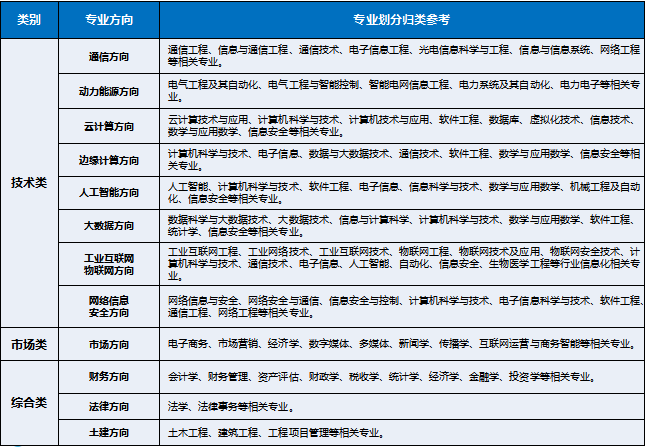 类别 专业方向 专业划分归类参考
技术类
通信方向
通信工程、信息与通信工程、通信技术、电子信息工程、光电信息科学与工程、信息与信息系统、网络工程
等相关专业。
动力能源方向
电气工程及其自动化、电气工程与智能控制、智能电网信息工程、电力系统及其自动化、电力电子等相关专
业。
云计算方向
云计算技术与应用、计算机科学与技术、计算机技术与应用、软件工程、数据库、虚拟化技术、信息技术、
数学与应用数学、信息安全等相关专业。
边缘计算方向
计算机科学与技术、电子信息、数据与大数据技术、通信技术、软件工程、数学与应用数学、信息安全等相
关专业。
人工智能方向
人工智能、计算机科学与技术、软件工程、电子信息、信息科学与技术、数学与应用数学、机械工程及自动
化、信息安全等相关专业。
大数据方向
数据科学与大数据技术、大数据技术、信息与计算科学、计算机科学与技术、数学与应用数学、软件工程、
统计学、信息安全等相关专业。
工业互联网
物联网方向
工业互联网工程、工业网络技术、工业互联网技术、物联网工程、物联网技术及应用、物联网安全技术、计
算机科学与技术、通信技术、电子信息、人工智能、自动化、信息安全、生物医学工程等行业信息化相关专
业。
网络信息
安全方向
网络信息与安全、网络安全与通信、信息安全与控制、计算机科学与技术、电子信息科学与技术、软件工程、
通信工程、网络工程等相关专业。
市场类
市场方向
电子商务、市场营销、经济学、数字媒体、多媒体、新闻学、传播学、互联网运营与商务智能等相关专业。
综合类
财务方向
会计学、财务管理、资产评估、财政学、税收学、统计学、经济学、金融学、投资学等相关专业。
法律方向
法学、法律事务等相关专业。
土建方向
土木工程、建筑工程、工程项目管理等相关专业。